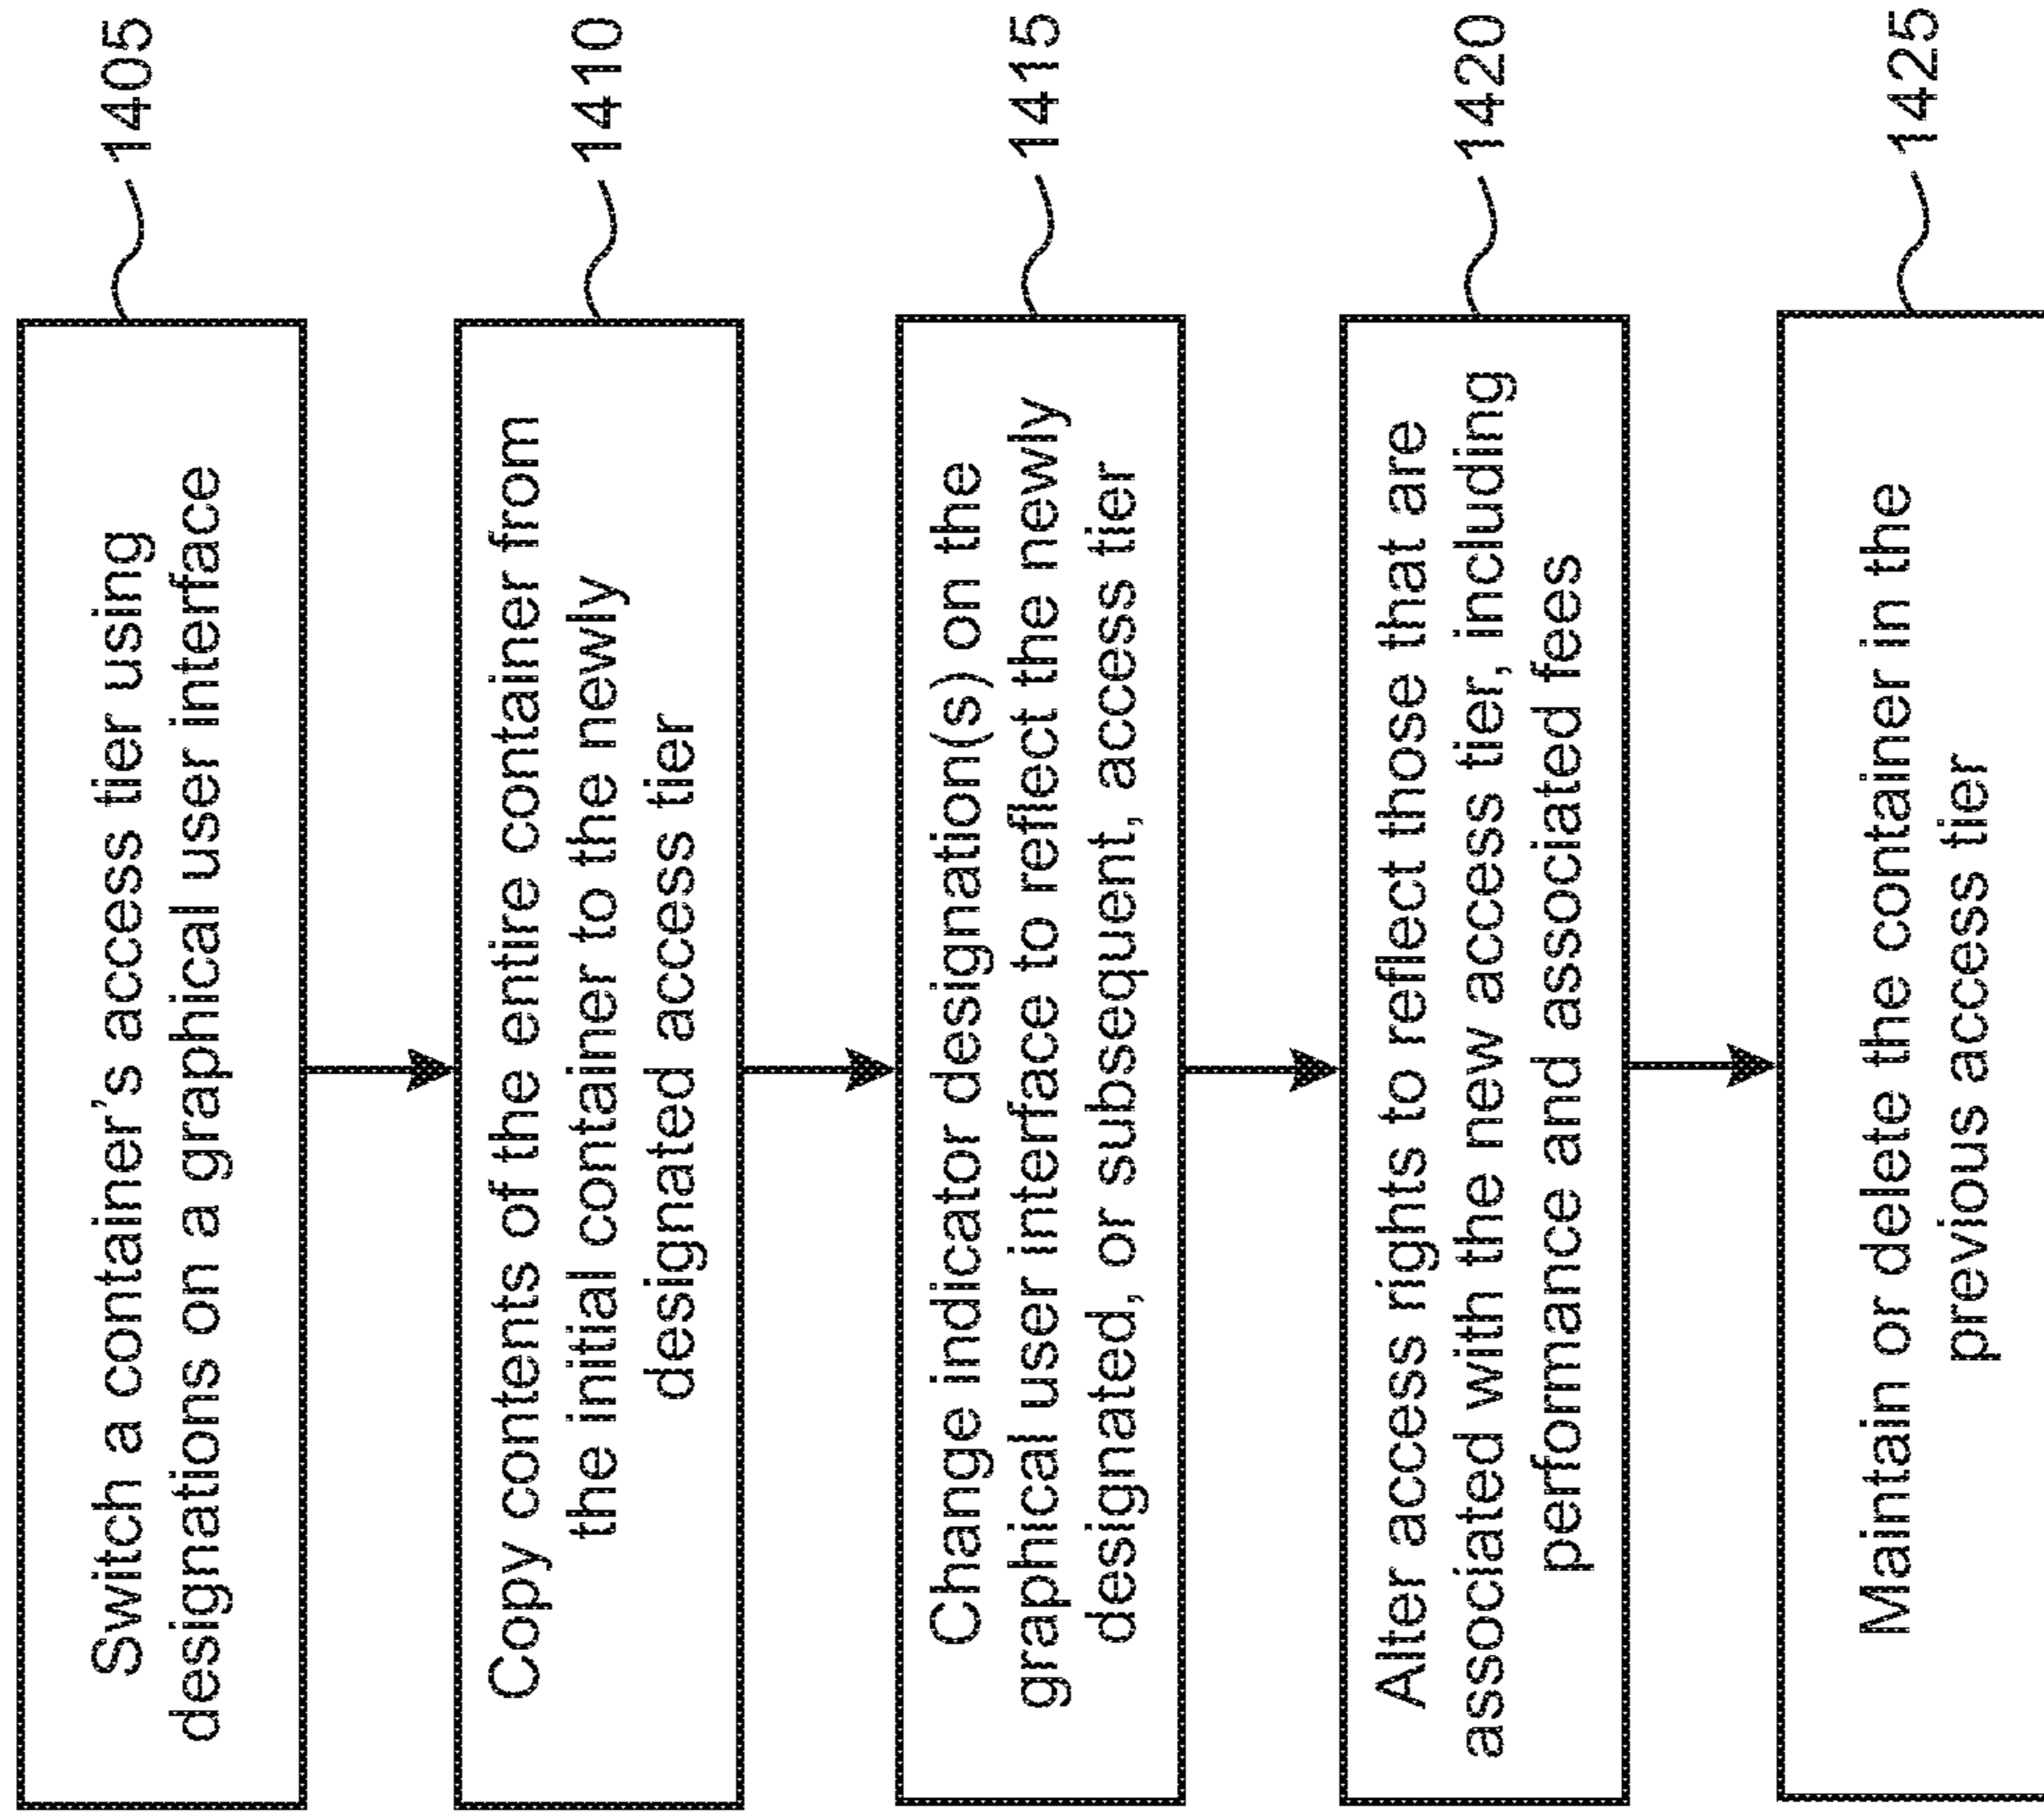 Switch a container's access tier using
designations on a graphical user interface
1405
Copy contents of the entire container from
the initial container to the newly
designated access tier
1410
Change indicator designation(s) on the
graphical user interface to reflect the newly
designated, or subsequent, access tier
1415
Alter access rights to reflect those that are
associated with the new access tier, including
performance and associated fees
1420
Maintain or delete the container in the
previous access tier
1425